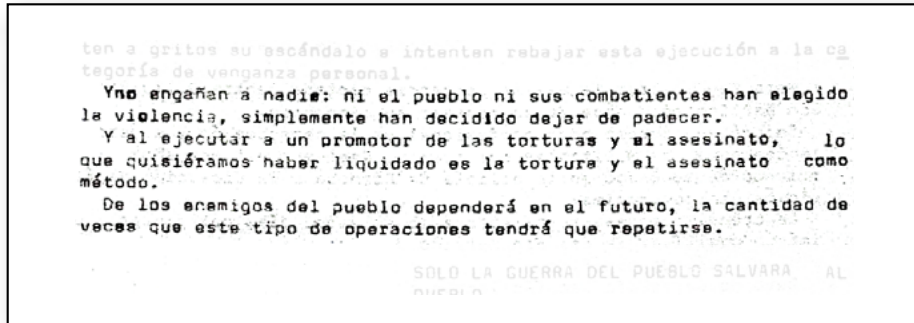 ten a gritos su escándalo e intenten rebajar esta ejecución a la ca
tegoría de venganza personal.
Yno engañan a nadie: ni el pueblo ni sus combatientes han elegido
la violencia, simplemente han decidido dejar de padecer.
Y al ejecutar a un promotor de las torturas y el asesinato, lo
que quisiéramos haber liquidado es la tortura y el asesinato como
método.
De los enemigos del pueblo dependerá en el futuro, la cantidad de
veces que este tipo de operaciones tendrá que repetirse.
SOLO LA GUERRA DEL PUEBLO SALVARA AL
PUEBLO